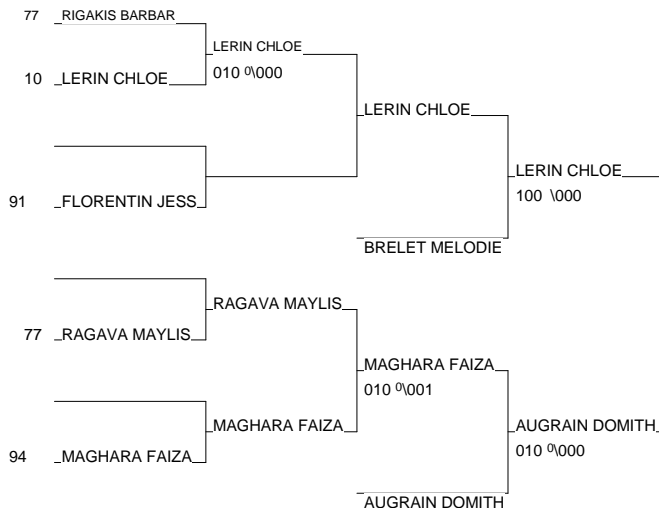 77 RIGAKIS BARBAR
LERIN CHLOE
010 0\000
10 LERIN CHLOE
LERIN CHLOE
LERIN CHLOE
100 \000
91 FLORENTIN JESS
BRELET MELODIE
RAGAVA MAYLIS
77 RAGAVA MAYLIS
MAGHARA FAIZA
010 0\001
MAGHARA FAIZA
AUGRAIN DOMITH
010 0\000
94 MAGHARA FAIZA
AUGRAIN DOMITH